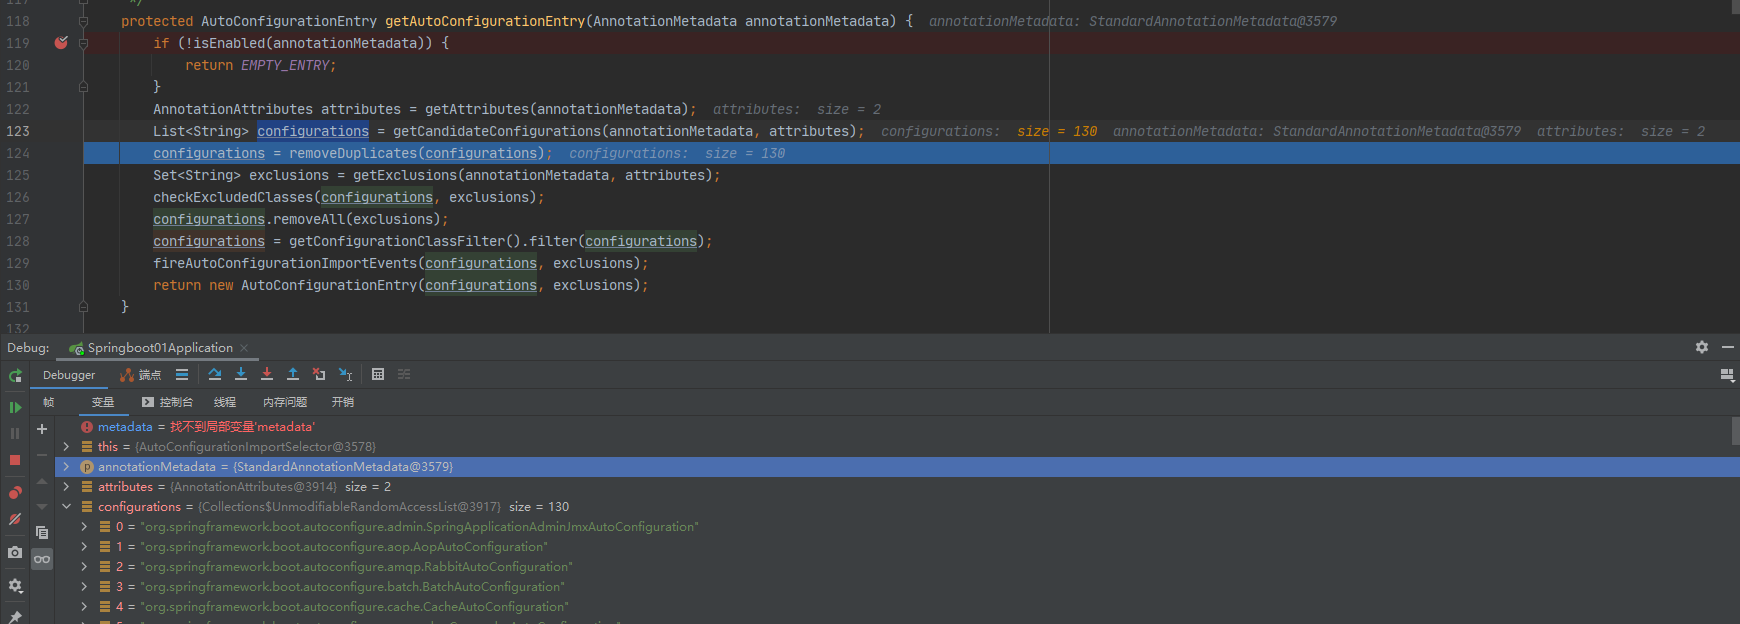 117 */
118 protected AutoConfigurationEntry getAutoConfigurationEntry(AnnotationMetadata annotationMetadata) { annotationMetadata: StandardAnnotationMetadata@3579
119 if (!isEnabled(annotationMetadata)) {
120 return EMPTY_ENTRY;
121 }
122 AnnotationAttributes attributes = getAttributes(annotationMetadata); attributes: size = 2
123 List<String> configurations = getCandidateConfigurations(annotationMetadata, attributes); configurations: size = 130 annotationMetadata: StandardAnnotationMetadata@3579 attributes: size = 2
124 configurations = removeDuplicates(configurations); configurations: size = 130
125 Set<String> exclusions = getExclusions(annotationMetadata, attributes);
126 checkExcludedClasses(configurations, exclusions);
127 configurations.removeAll(exclusions);
128 configurations = getConfigurationClassFilter().filter(configurations);
129 fireAutoConfigurationImportEvents(configurations, exclusions);
130 return new AutoConfigurationEntry(configurations, exclusions);
131 }
132
Debug: Springboot01Application
Debugger 端点
帧 变量 控制台 线程 内存问题 开销
metadata = 找不到局部变量'metadata'
this = {AutoConfigurationImportSelector@3578}
annotationMetadata = {StandardAnnotationMetadata@3579}
attributes = {AnnotationAttributes@3914} size = 2
configurations = {Collections$UnmodifiableRandomAccessList@3917} size = 130
0 = "org.springframework.boot.autoconfigure.admin.SpringApplicationAdminJmxAutoConfiguration"
1 = "org.springframework.boot.autoconfigure.aop.AopAutoConfiguration"
2 = "org.springframework.boot.autoconfigure.amqp.RabbitAutoConfiguration"
3 = "org.springframework.boot.autoconfigure.batch.BatchAutoConfiguration"
4 = "org.springframework.boot.autoconfigure.cache.CacheAutoConfiguration"